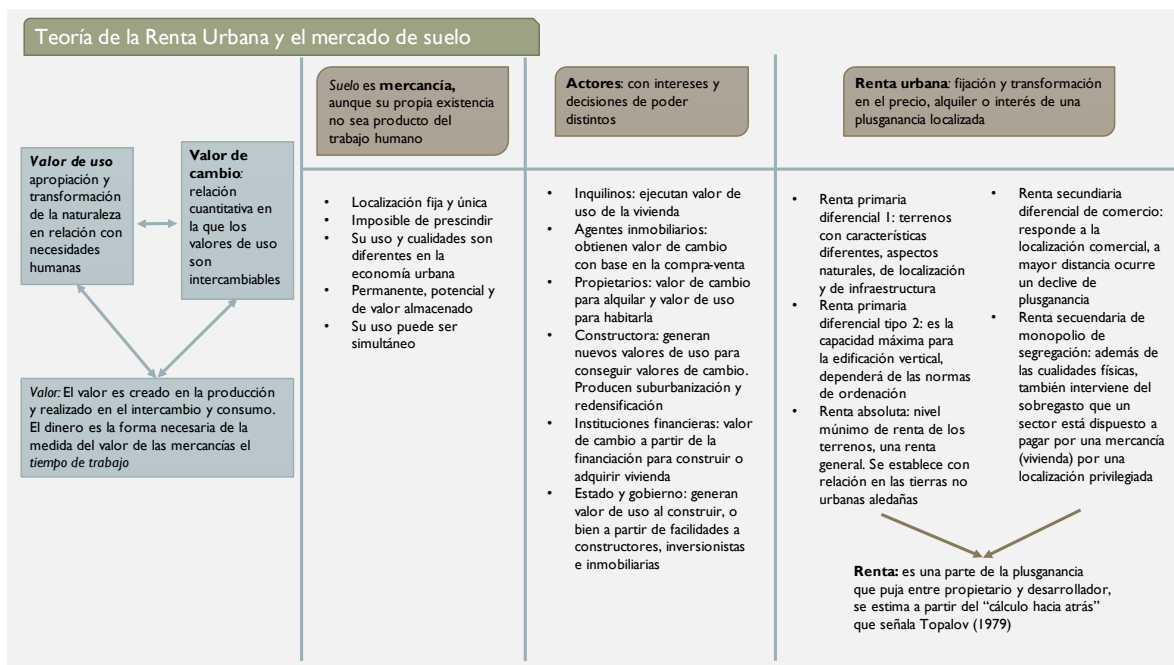 Teoría de la Renta Urbana y el mercado de suelo
Valor de uso
apropiación y
transformación
de la naturaleza
en relación con
necesidades
humanas
Valor de
cambio:
relación
cuantitativa en
la que los
valores de uso
son
intercambiables
Valor: El valor es creado en la producción
y realizado en el intercambio y consumo.
El dinero es la forma necesaria de la
medida del valor de las mercancías el
tiempo de trabajo
Suelo es mercancía,
aunque su propia existencia
no sea producto del
trabajo humano
• Localización fija y única
• Imposible de prescindir
• Su uso y cualidades son
diferentes en la
economía urbana
• Permanente, potencial y
de valor almacenado
• Su uso puede ser
simultáneo
Actores: con intereses y
decisiones de poder
distintos
• Inquilinos: ejecutan valor de
uso de la vivienda
• Agentes inmobiliarios:
obtienen valor de cambio
con base en la compra-venta
• Propietarios: valor de cambio
para alquilar y valor de uso
para habitarla
• Constructora: generan
nuevos valores de uso para
conseguir valores de cambio.
Producen suburbanización y
redensificación
• Instituciones financieras: valor
de cambio a partir de la
financiación para construir o
adquirir vivienda
• Estado y gobierno: generan
valor de uso al construir, o
bien a partir de facilidades a
constructores, inversionistas
e inmobiliarias
Renta urbana: fijación y transformación
en el precio, alquiler o interés de una
plusganancia localizada
• Renta primaria
diferencial 1: terrenos
con características
diferentes, aspectos
naturales, de localización
y de infraestructura
• Renta primaria
diferencial tipo 2: es la
capacidad máxima para
la edificación vertical,
dependerá de las normas
de ordenación
• Renta absoluta: nivel
múnimo de renta de los
terrenos, una renta
general. Se establece con
relación en las tierras no
urbanas aledañas
• Renta secundiaria
diferencial de comercio:
responde a la
localización comercial, a
mayor distancia ocurre
un declive de
plusganancia
• Renta secuendaria de
monopolio de
segregación: además de
las cualidades físicas,
también interviene del
sobregasto que un
sector está dispuesto a
pagar por una mercancía
(vivienda) por una
localización privilegiada
Renta: es una parte de la plusganancia
que puja entre propietario y desarrollador,
se estima a partir del “cálculo hacia atrás”
que señala Topalov (1979)